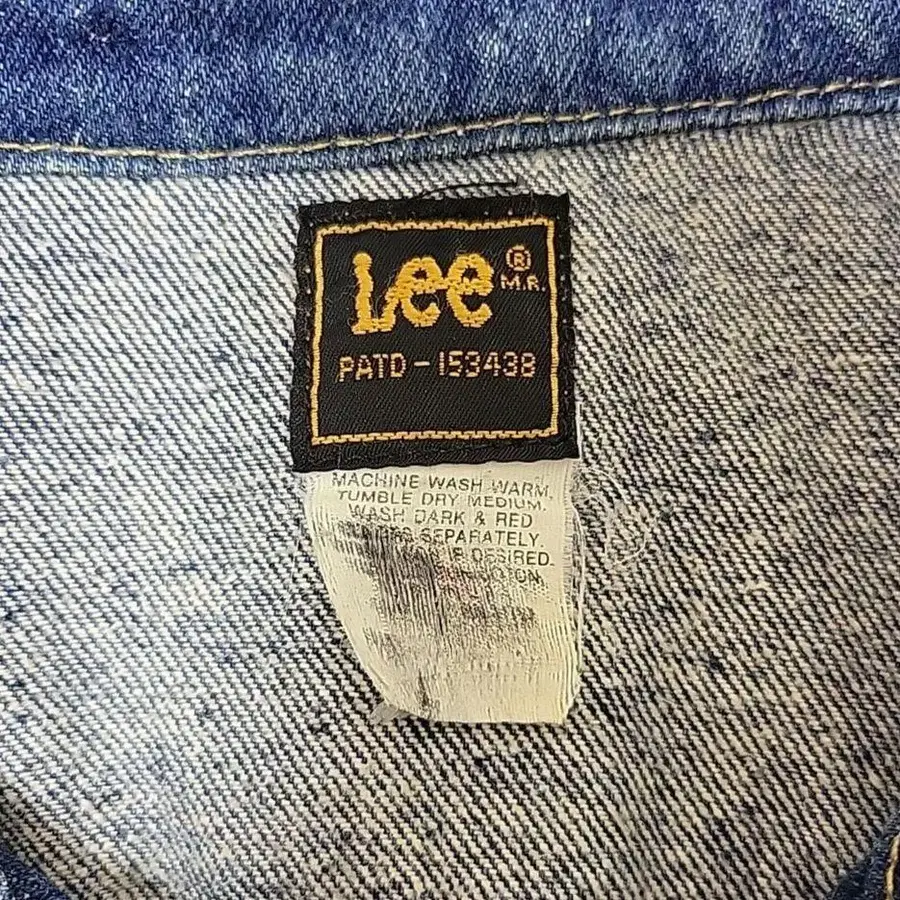 Lee ®
M.R.
PATD-153438
MACHINE WASH WARM.
TUMBLE DRY MEDIUM.
WASH DARK & RED
SEPARATELY.
DESIRED.